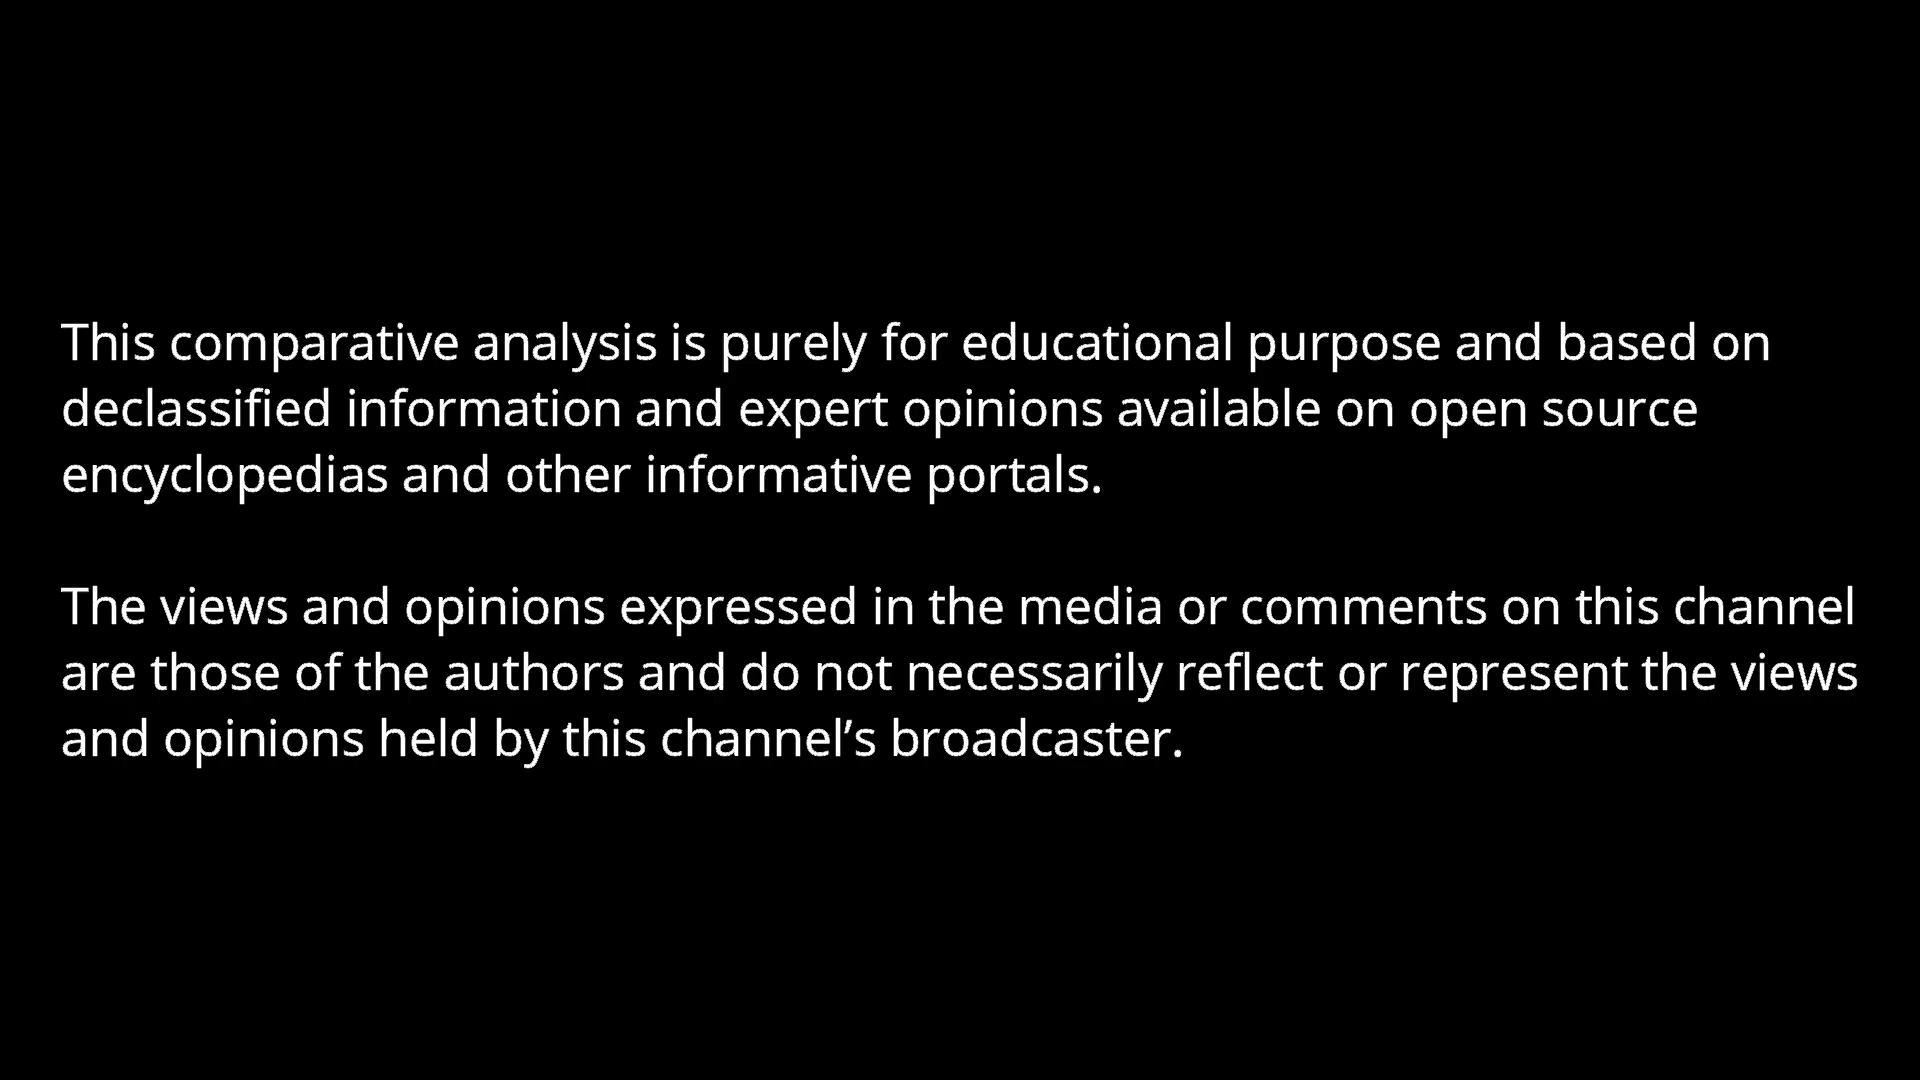 This comparative analysis is purely for educational purpose and based on
declassified information and expert opinions available on open source
encyclopedias and other informative portals.
The views and opinions expressed in the media or comments on this channel
are those of the authors and do not necessarily reflect or represent the views
and opinions held by this channel’s broadcaster.